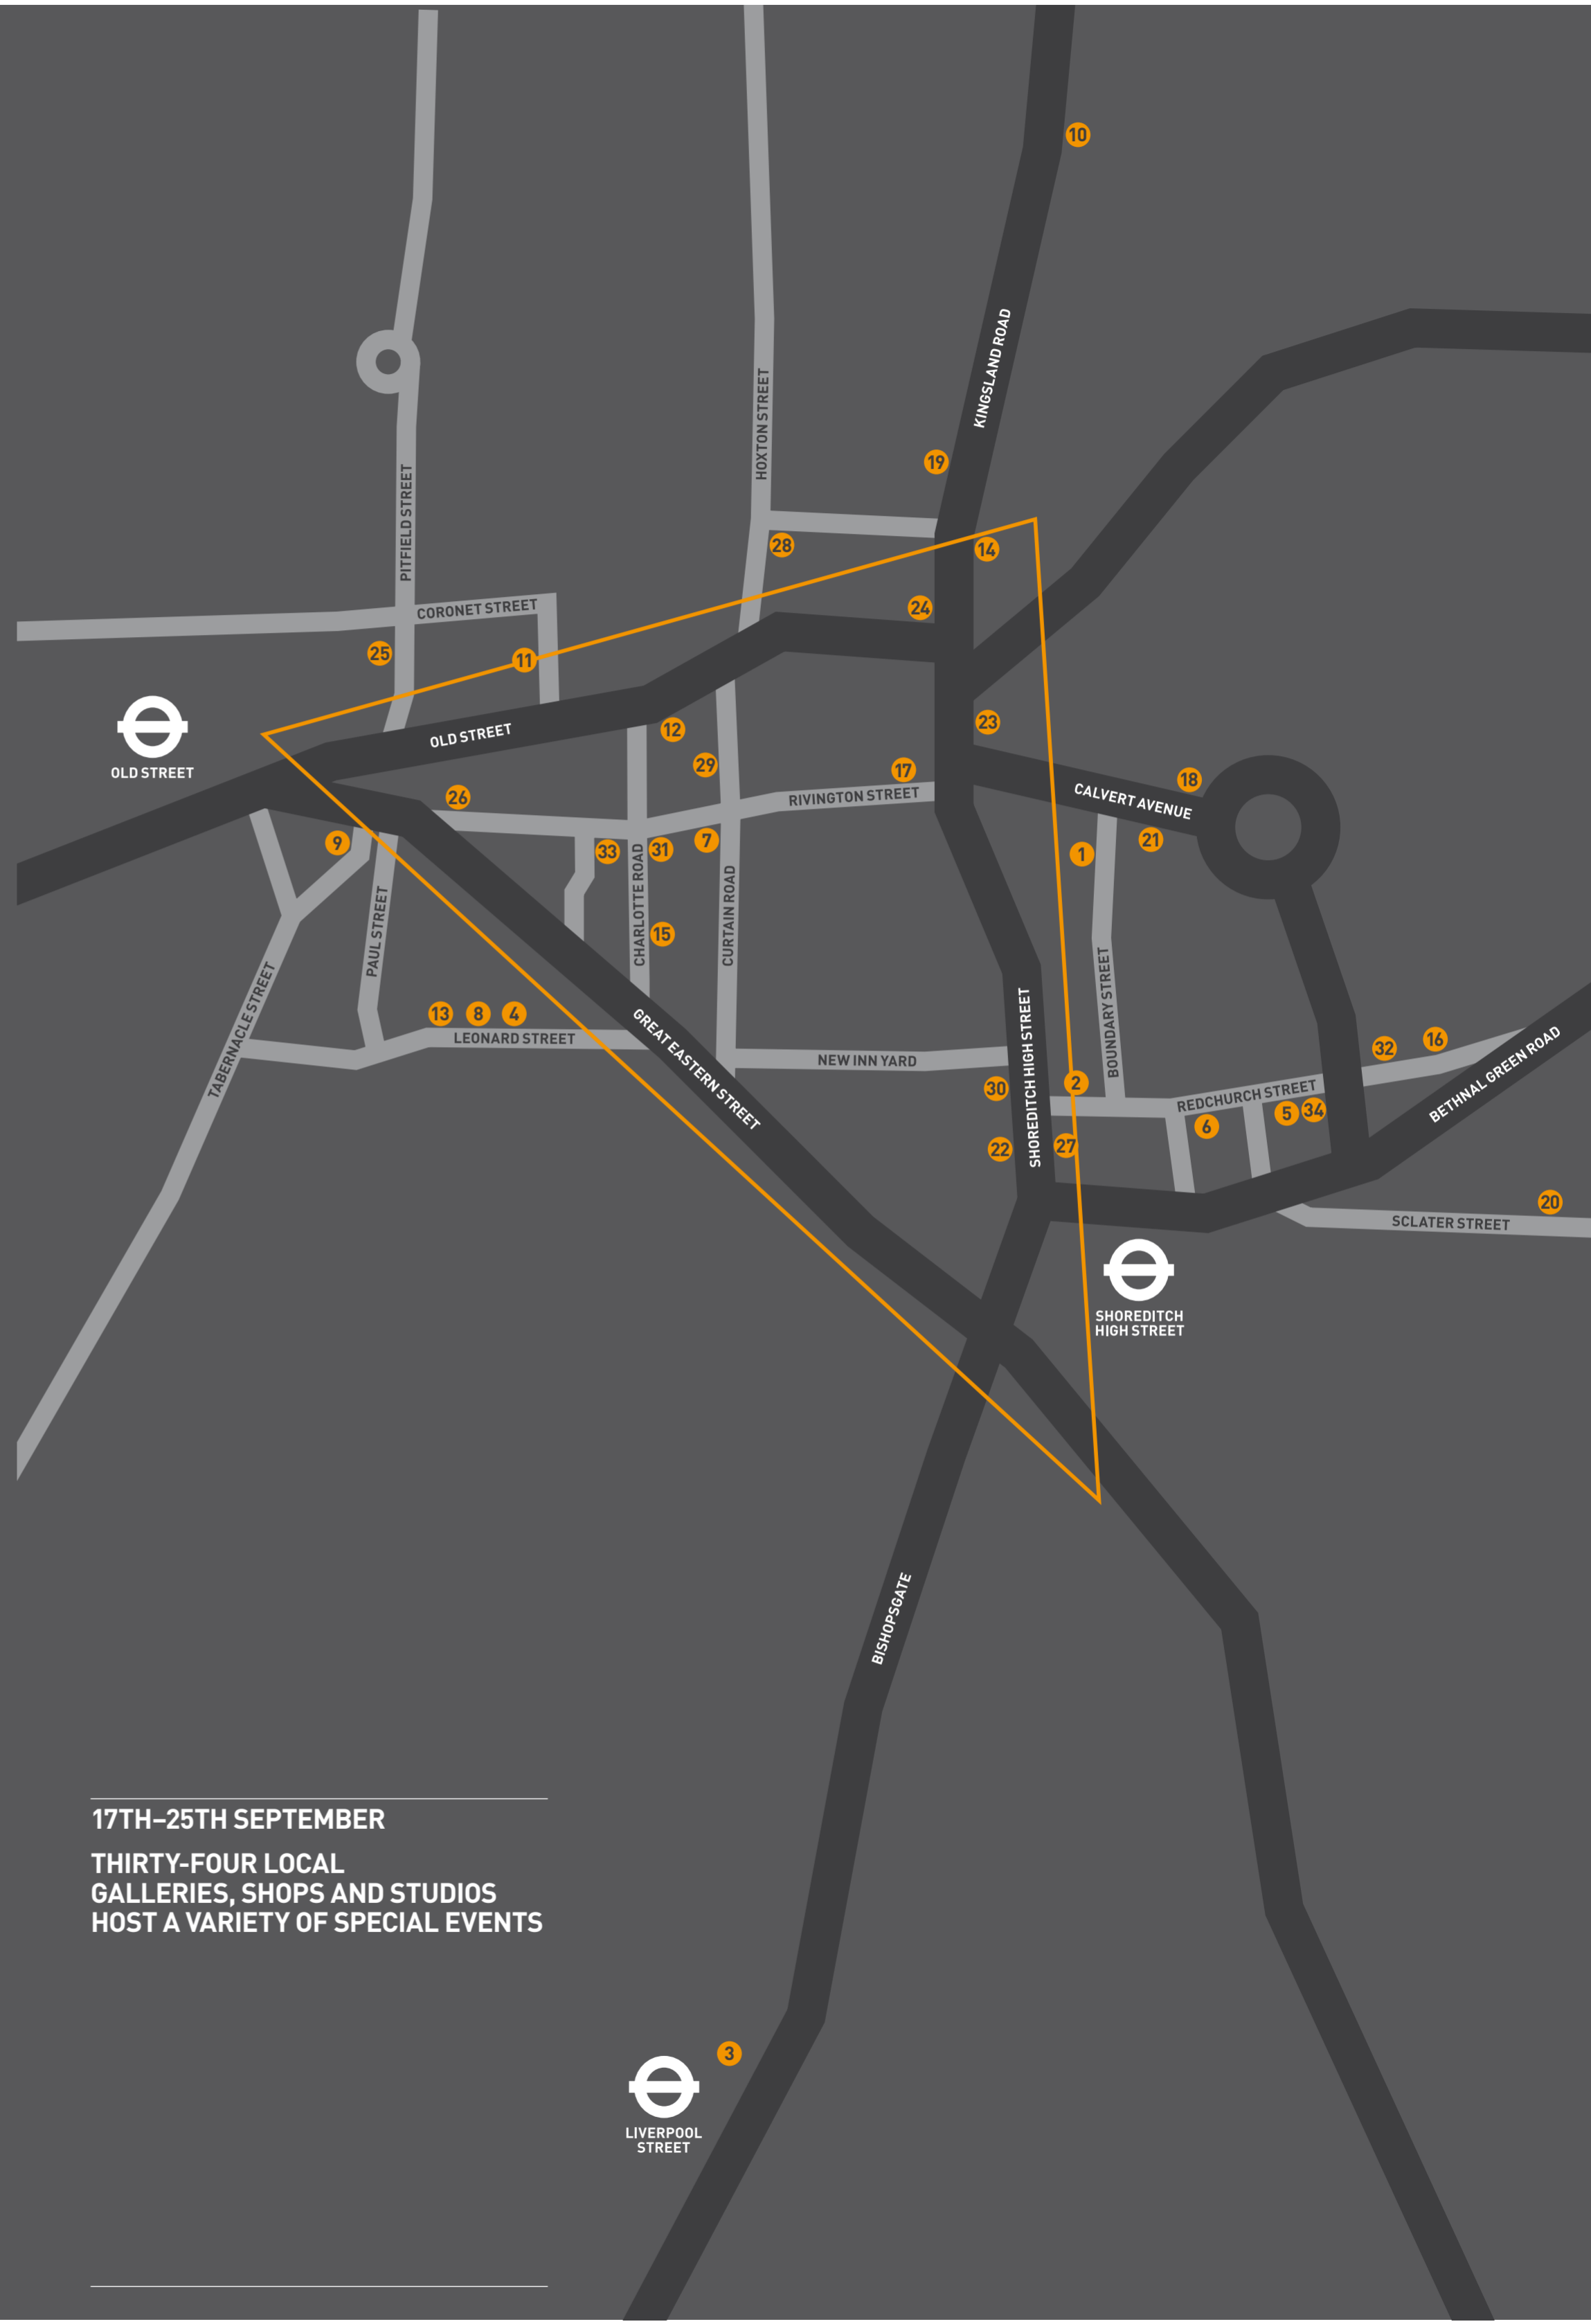 10
KINGSLAND ROAD
HOXTON STREET
19
PITFIELD STREET
28
14
CORONET STREET
24
25
11
OLD STREET
OLD STREET
12
23
29
17
RIVINGTON STREET
18
CALVERT AVENUE
26
9
33
31
7
1
21
PAUL STREET
CHARLOTTE ROAD
15
CURTAIN ROAD
TABERNACLE STREET
13
8
4
LEONARD STREET
GREAT EASTERN STREET
NEW INN YARD
SHOREDITCH HIGH STREET
BOUNDARY STREET
30
2
REDCHURCH STREET
32
16
BETHNAL GREEN ROAD
5
34
6
22
27
20
SCLATER STREET
SHOREDITCH
HIGH STREET
BISHOPSGATE
17TH–25TH SEPTEMBER
THIRTY-FOUR LOCAL
GALLERIES, SHOPS AND STUDIOS
HOST A VARIETY OF SPECIAL EVENTS
3
LIVERPOOL
STREET